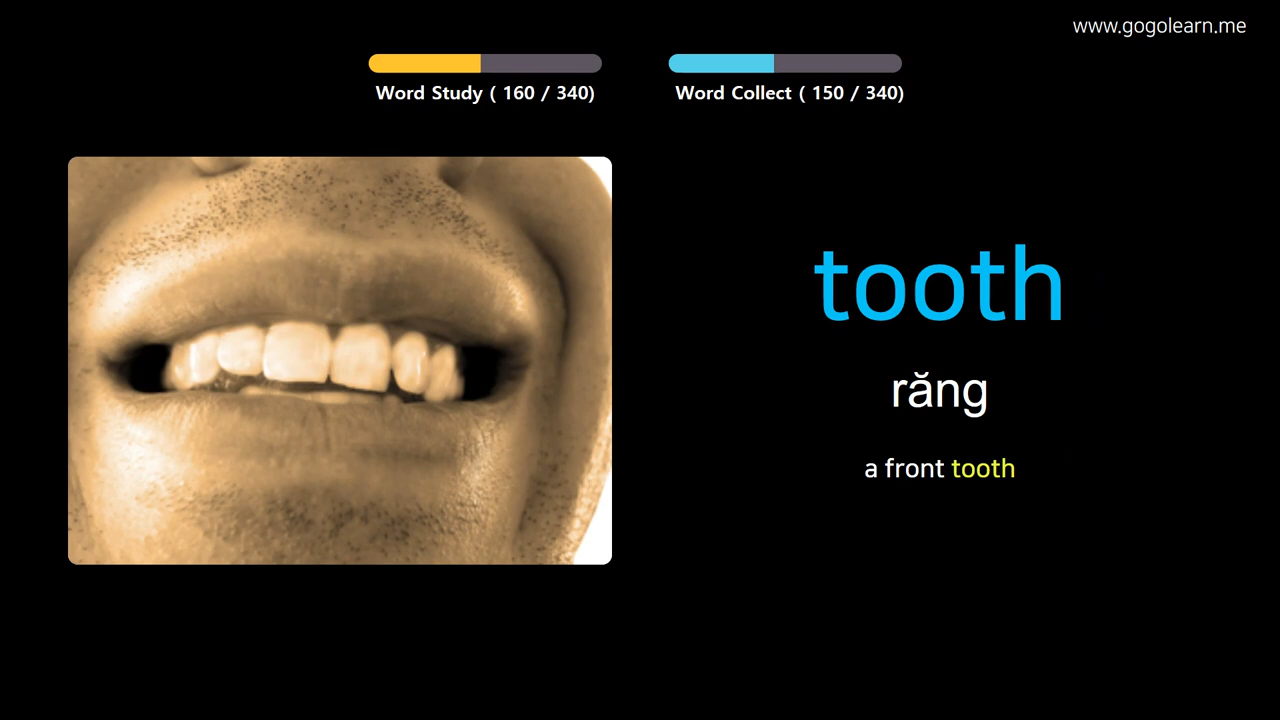 www.gogolearn.me
Word Study ( 160 / 340)
Word Collect ( 150 / 340)
tooth
răng
a front tooth